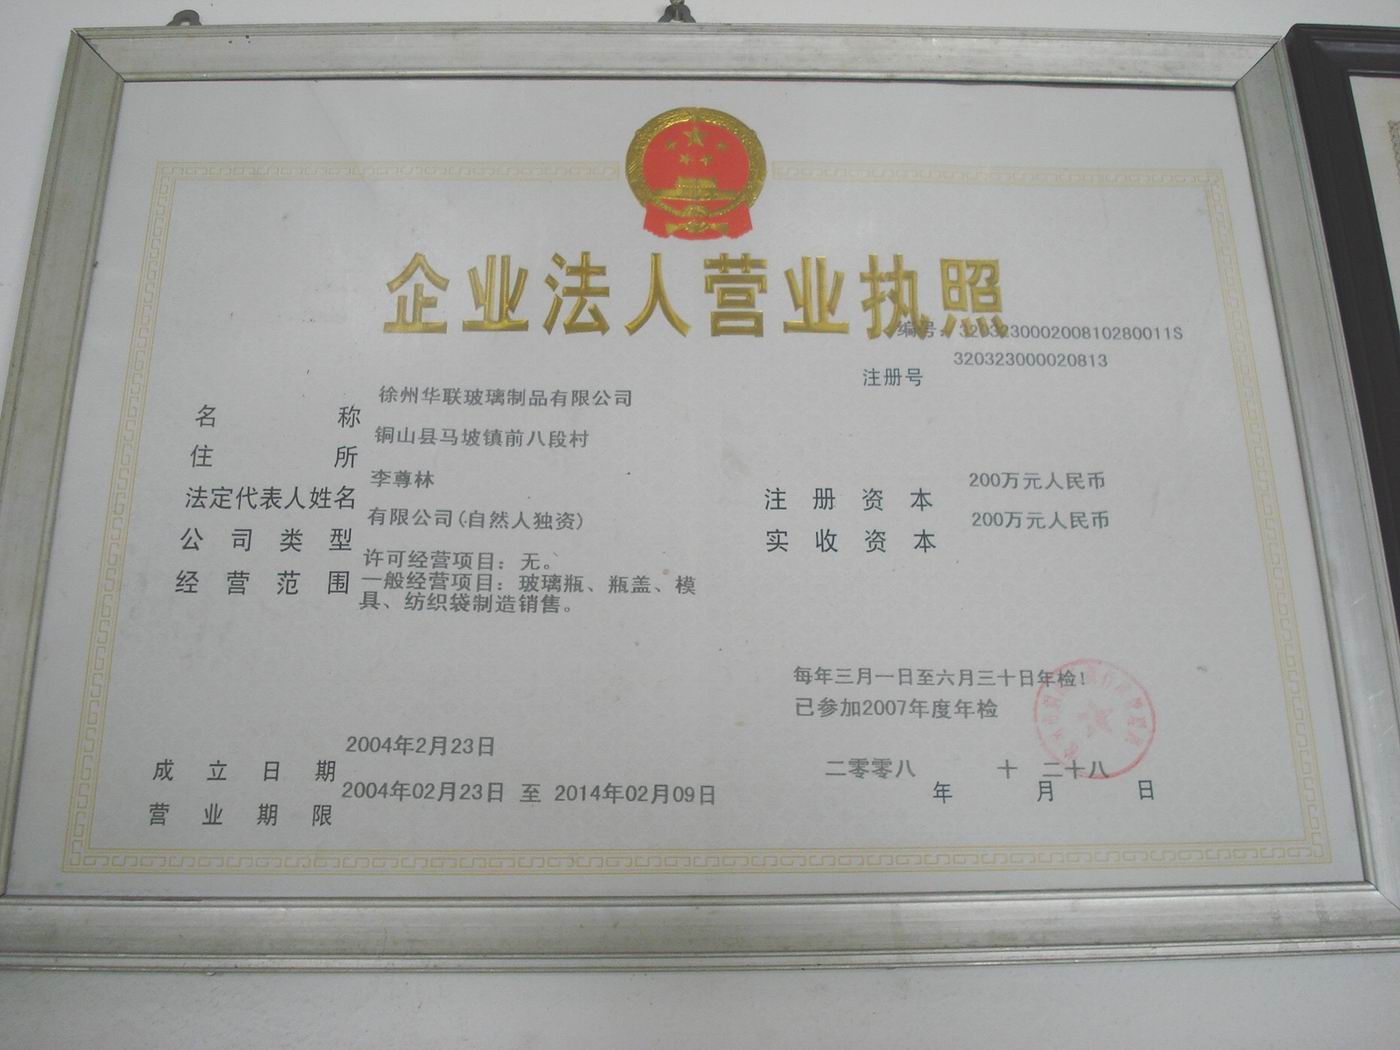 企业法人营业执照
编号：320323000200810280011S
注册号 320323000020813
名称 徐州华联玻璃制品有限公司
住所 铜山县马坡镇前八段村
法定代表人姓名 李尊林
公司类型 有限公司(自然人独资)
经营范围 许可经营项目：无。
一般经营项目：玻璃瓶、瓶盖、模
具、纺织袋制造销售。
注册资本 200万元人民币
实收资本 200万元人民币
每年三月一日至六月三十日年检!
已参加2007年度年检
成立日期 2004年2月23日
营业期限 2004年02月23日 至 2014年02月09日
二零零八年 十月 二十八日